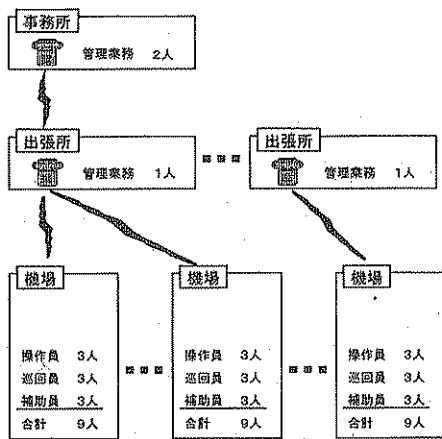 事務所
管理業務 2人
出張所
管理業務 1人
出張所
管理業務 1人
機場
操作員 3人
巡回員 3人
補助員 3人
合計 9人
機場
操作員 3人
巡回員 3人
補助員 3人
合計 9人
機場
操作員 3人
巡回員 3人
補助員 3人
合計 9人